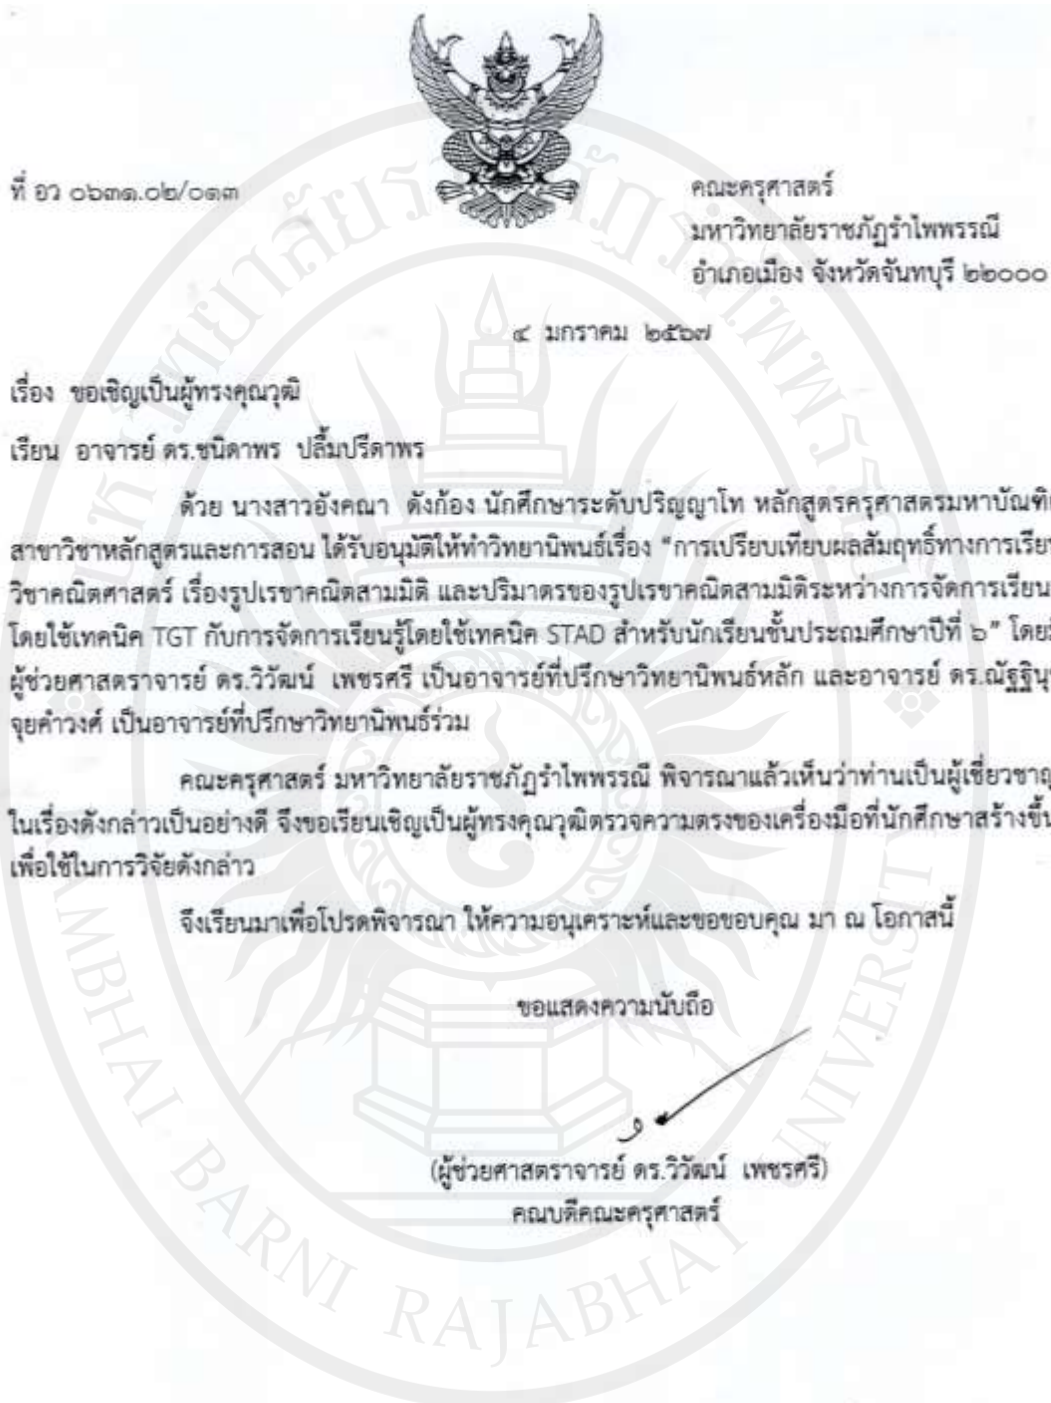 ที่ อว ๐๖๓๑.๐๒/๐๑๓
คณะครุศาสตร์
มหาวิทยาลัยราชภัฏรำไพพรรณี
อำเภอเมือง จังหวัดจันทบุรี ๒๒๐๐๐
๔ มกราคม ๒๕๖๗
เรื่อง ขอเชิญเป็นผู้ทรงคุณวุฒิ
เรียน อาจารย์ ดร.ชนิดาพร ปลื้มปรีดาพร
ด้วย นางสาวอังคณา ดังก้อง นักศึกษาระดับปริญญาโท หลักสูตรครุศาสตรมหาบัณฑิ
สาขาวิชาหลักสูตรและการสอน ได้รับอนุมัติให้ทำวิทยานิพนธ์เรื่อง "การเปรียบเทียบผลสัมฤทธิ์ทางการเรีย
วิชาคณิตศาสตร์ เรื่องรูปเรขาคณิตสามมิติ และปริมาตรของรูปเรขาคณิตสามมิติระหว่างการจัดการเรียน
โดยใช้เทคนิค TGT กับการจัดการเรียนรู้โดยใช้เทคนิค STAD สำหรับนักเรียนชั้นประถมศึกษาปีที่ ๖" โดย
ผู้ช่วยศาสตราจารย์ ดร.วิวัฒน์ เพชรศรี เป็นอาจารย์ที่ปรึกษาวิทยานิพนธ์หลัก และอาจารย์ ดร.ณัฐฐินุ
จุยคำวงศ์ เป็นอาจารย์ที่ปรึกษาวิทยานิพนธ์ร่วม
คณะครุศาสตร์ มหาวิทยาลัยราชภัฏรำไพพรรณี พิจารณาแล้วเห็นว่าท่านเป็นผู้เชี่ยวชาญ
ในเรื่องดังกล่าวเป็นอย่างดี จึงขอเรียนเชิญเป็นผู้ทรงคุณวุฒิตรวจความตรงของเครื่องมือที่นักศึกษาสร้างขึ้น
เพื่อใช้ในการวิจัยดังกล่าว
จึงเรียนมาเพื่อโปรดพิจารณา ให้ความอนุเคราะห์และขอขอบคุณ มา ณ โอกาสนี้
ขอแสดงความนับถือ
(ผู้ช่วยศาสตราจารย์ ดร.วิวัฒน์ เพชรศรี)
คณบดีคณะครุศาสตร์
มหาวิทยาลัยราชภัฏรำไพพรรณี
RAMBHAI BARNI RAJABHAT UNIVERSITY